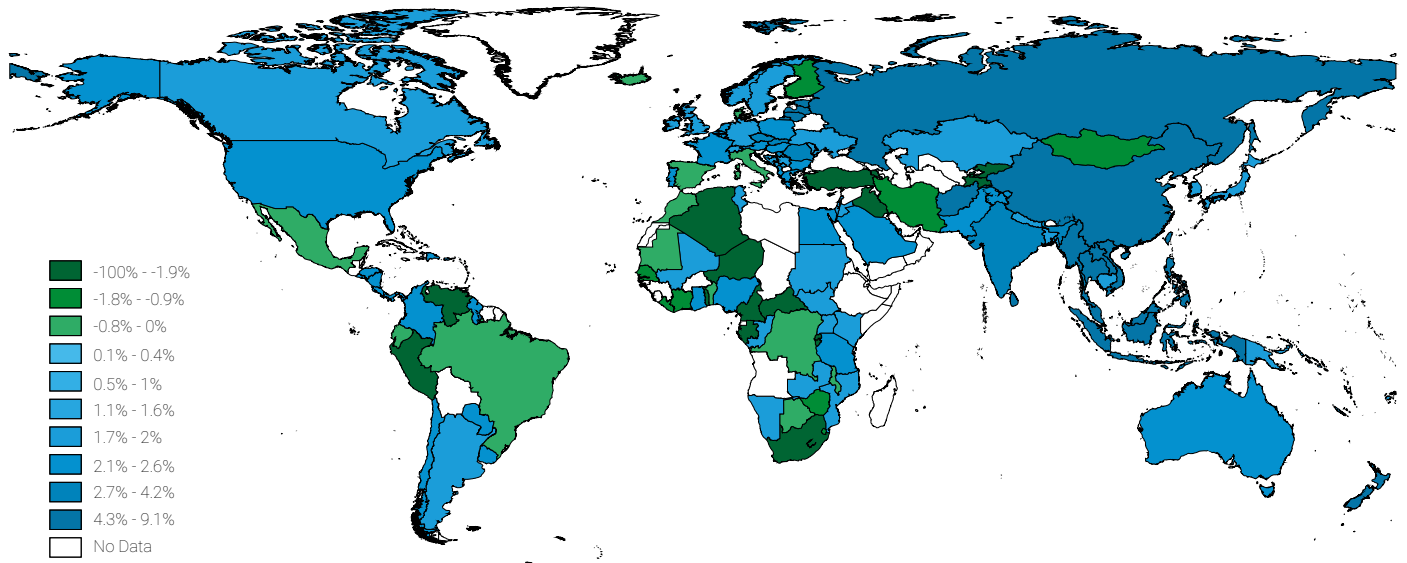 -100% - -1.9%
-1.8% - -0.9%
-0.8% - 0%
0.1% - 0.4%
0.5% - 1%
1.1% - 1.6%
1.7% - 2%
2.1% - 2.6%
2.7% - 4.2%
4.3% - 9.1%
No Data